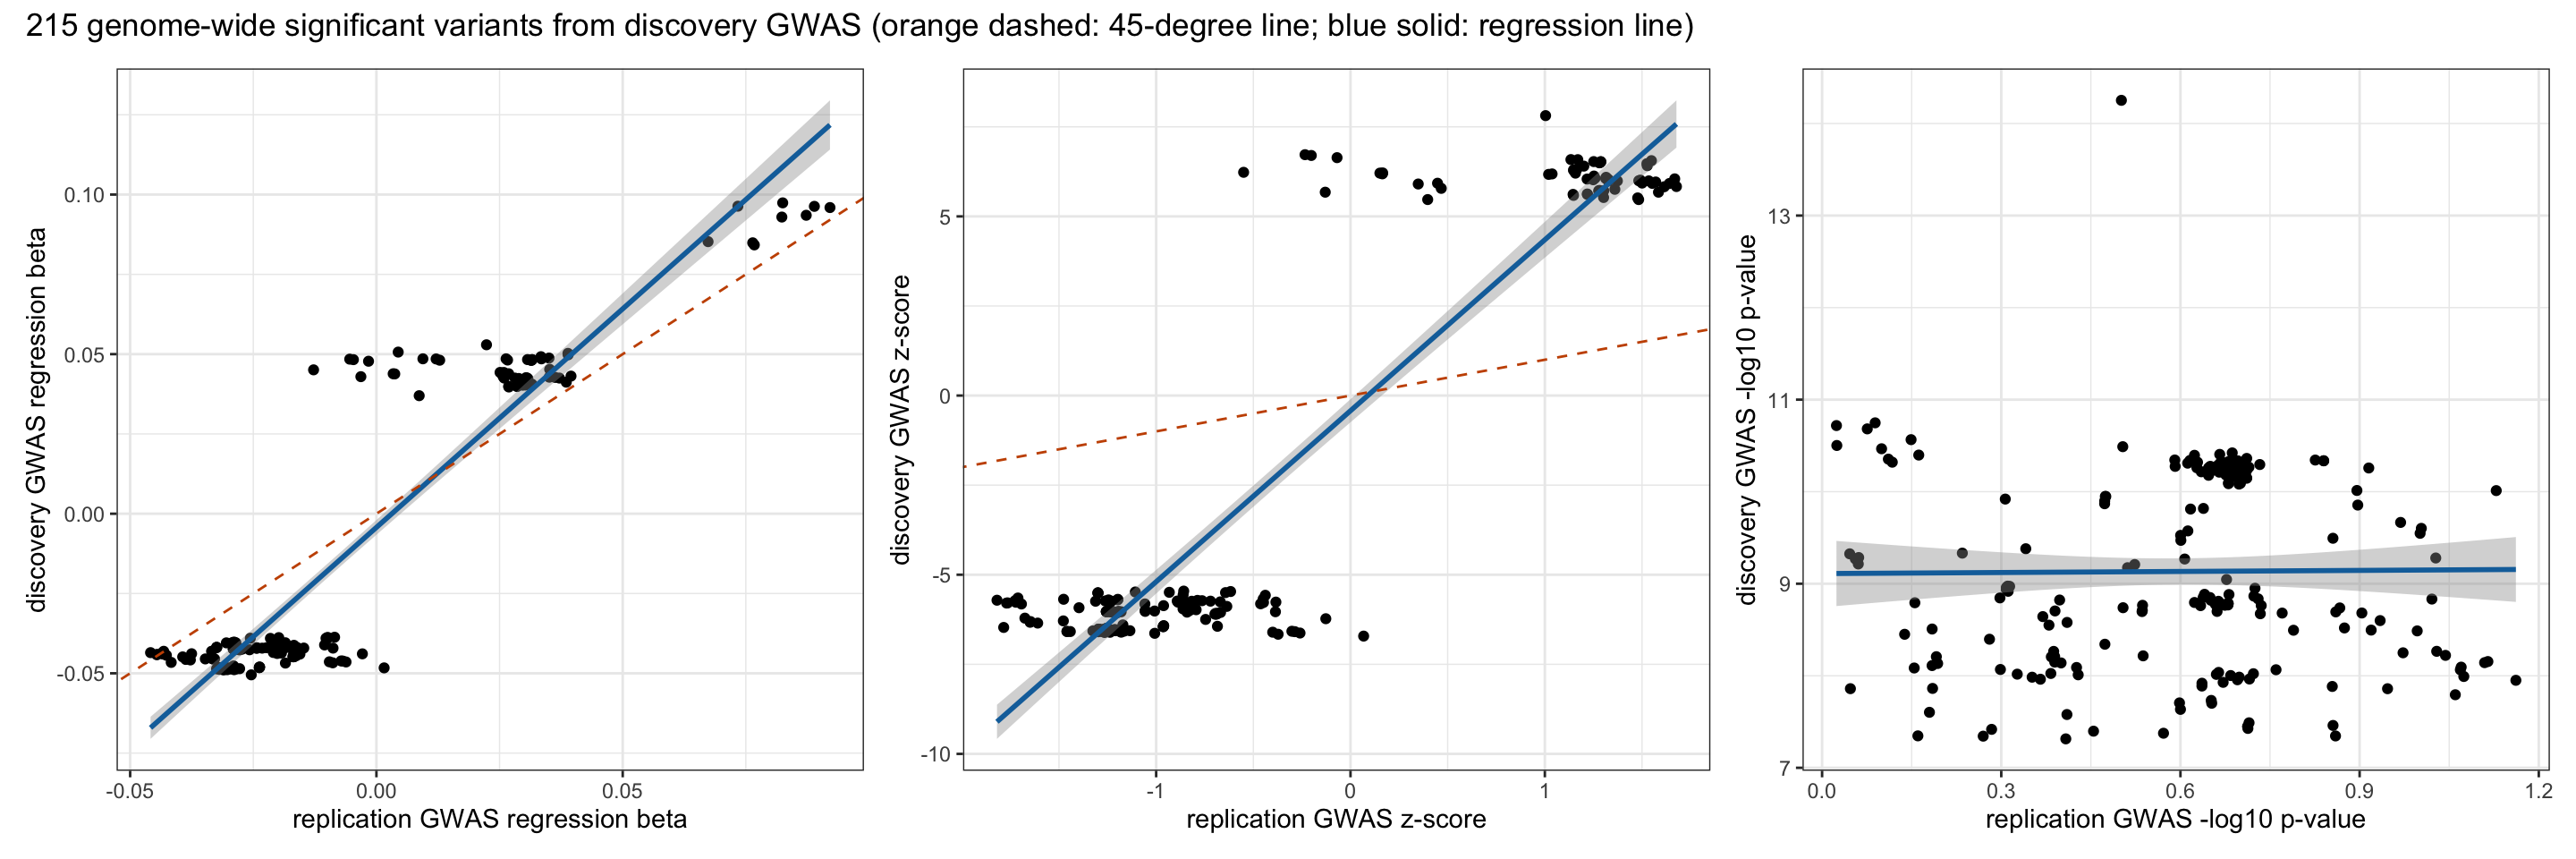 215 genome-wide significant variants from discovery GWAS (orange dashed: 45-degree line; blue solid: regression line)
discovery GWAS regression beta
0.10
0.05
0.00
-0.05
-0.05 0.00 0.05
replication GWAS regression beta
discovery GWAS z-score
5
0
-5
-10
-1 0 1
replication GWAS z-score
discovery GWAS -log10 p-value
13
11
9
7
0.0 0.3 0.6 0.9 1.2
replication GWAS -log10 p-value